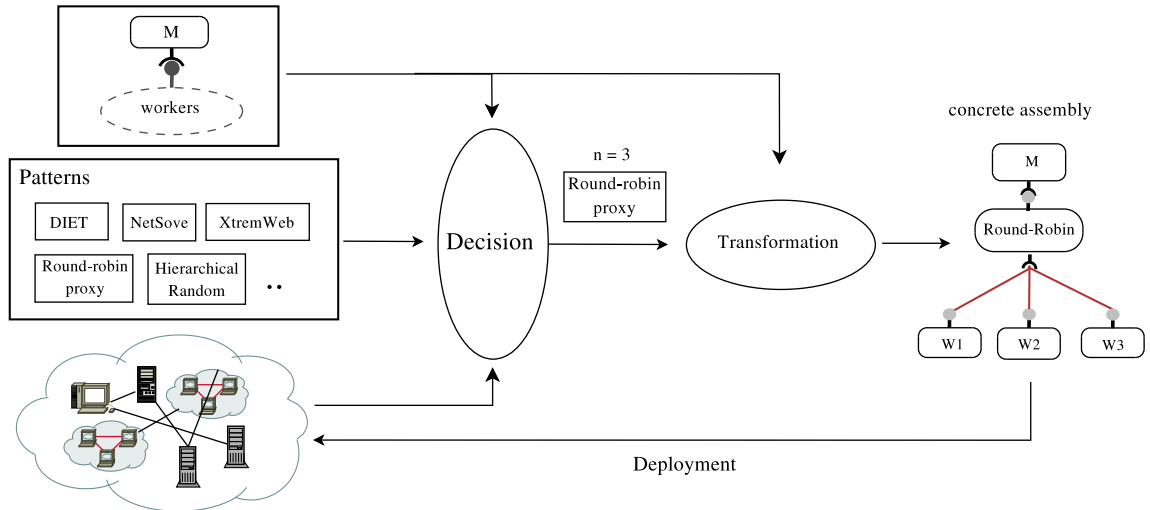 M
workers
Patterns
DIET
NetSove
XtremWeb
Round-robin
proxy
Hierarchical
Random
..
Decision
n = 3
Round-robin
proxy
Transformation
concrete assembly
M
Round-Robin
W1
W2
W3
Deployment